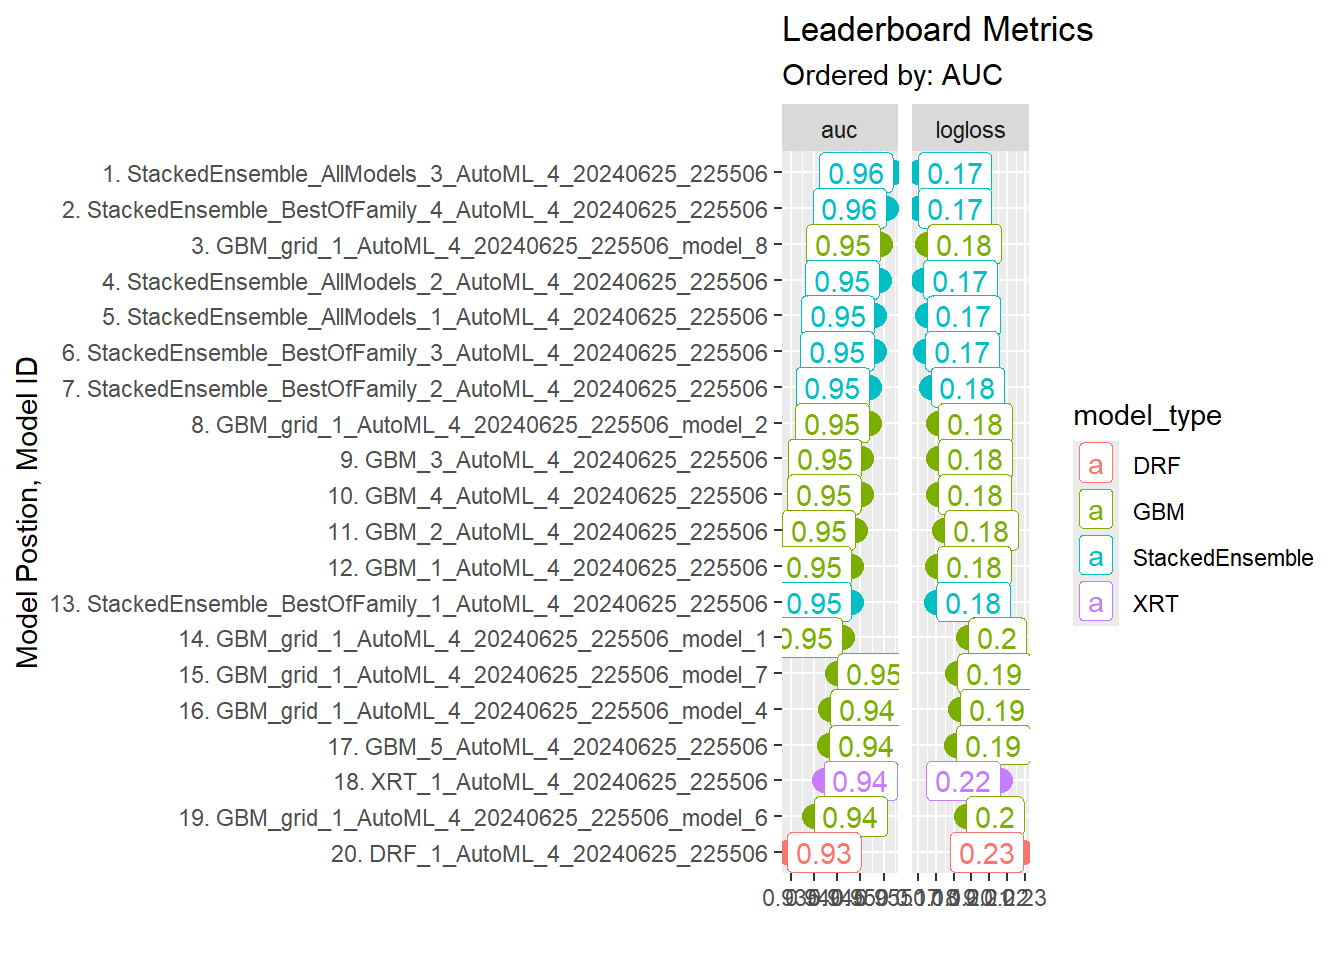 Leaderboard Metrics
Ordered by: AUC
auc logloss
1. StackedEnsemble_AllModels_3_AutoML_4_20240625_225506 0.96 0.17
2. StackedEnsemble_BestOfFamily_4_AutoML_4_20240625_225506 0.96 0.17
3. GBM_grid_1_AutoML_4_20240625_225506_model_8 0.95 0.18
4. StackedEnsemble_AllModels_2_AutoML_4_20240625_225506 0.95 0.17
5. StackedEnsemble_AllModels_1_AutoML_4_20240625_225506 0.95 0.17
6. StackedEnsemble_BestOfFamily_3_AutoML_4_20240625_225506 0.95 0.17
7. StackedEnsemble_BestOfFamily_2_AutoML_4_20240625_225506 0.95 0.18
8. GBM_grid_1_AutoML_4_20240625_225506_model_2 0.95 0.18
9. GBM_3_AutoML_4_20240625_225506 0.95 0.18
10. GBM_4_AutoML_4_20240625_225506 0.95 0.18
11. GBM_2_AutoML_4_20240625_225506 0.95 0.18
12. GBM_1_AutoML_4_20240625_225506 0.95 0.18
13. StackedEnsemble_BestOfFamily_1_AutoML_4_20240625_225506 0.95 0.18
14. GBM_grid_1_AutoML_4_20240625_225506_model_1 0.95 0.2
15. GBM_grid_1_AutoML_4_20240625_225506_model_7 0.95 0.19
16. GBM_grid_1_AutoML_4_20240625_225506_model_4 0.94 0.19
17. GBM_5_AutoML_4_20240625_225506 0.94 0.19
18. XRT_1_AutoML_4_20240625_225506 0.94 0.22
19. GBM_grid_1_AutoML_4_20240625_225506_model_6 0.94 0.2
20. DRF_1_AutoML_4_20240625_225506 0.93 0.23
Model Postion, Model ID
model_type
a DRF
a GBM
a StackedEnsemble
a XRT